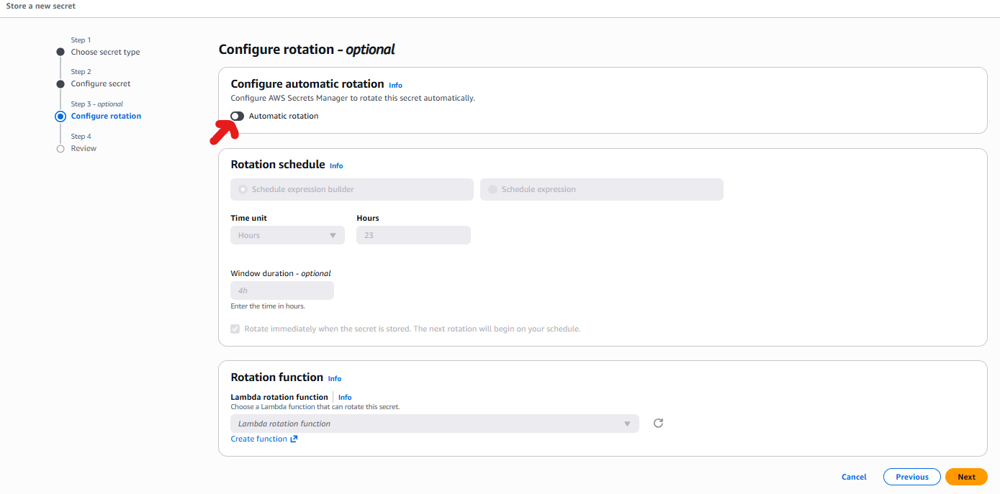 Store a new secret
Step 1
Choose secret type
Step 2
Configure secret
Step 3 - optional
Configure rotation
Step 4
Review
Configure rotation - optional
Configure automatic rotation Info
Configure AWS Secrets Manager to rotate this secret automatically.
Automatic rotation
Rotation schedule Info
Schedule expression builder
Schedule expression
Time unit
Hours
Hours
23
Window duration - optional
4h
Enter the time in hours.
Rotate immediately when the secret is stored. The next rotation will begin on your schedule.
Rotation function Info
Lambda rotation function Info
Choose a Lambda function that can rotate this secret.
Lambda rotation function
Create function
Cancel
Previous
Next